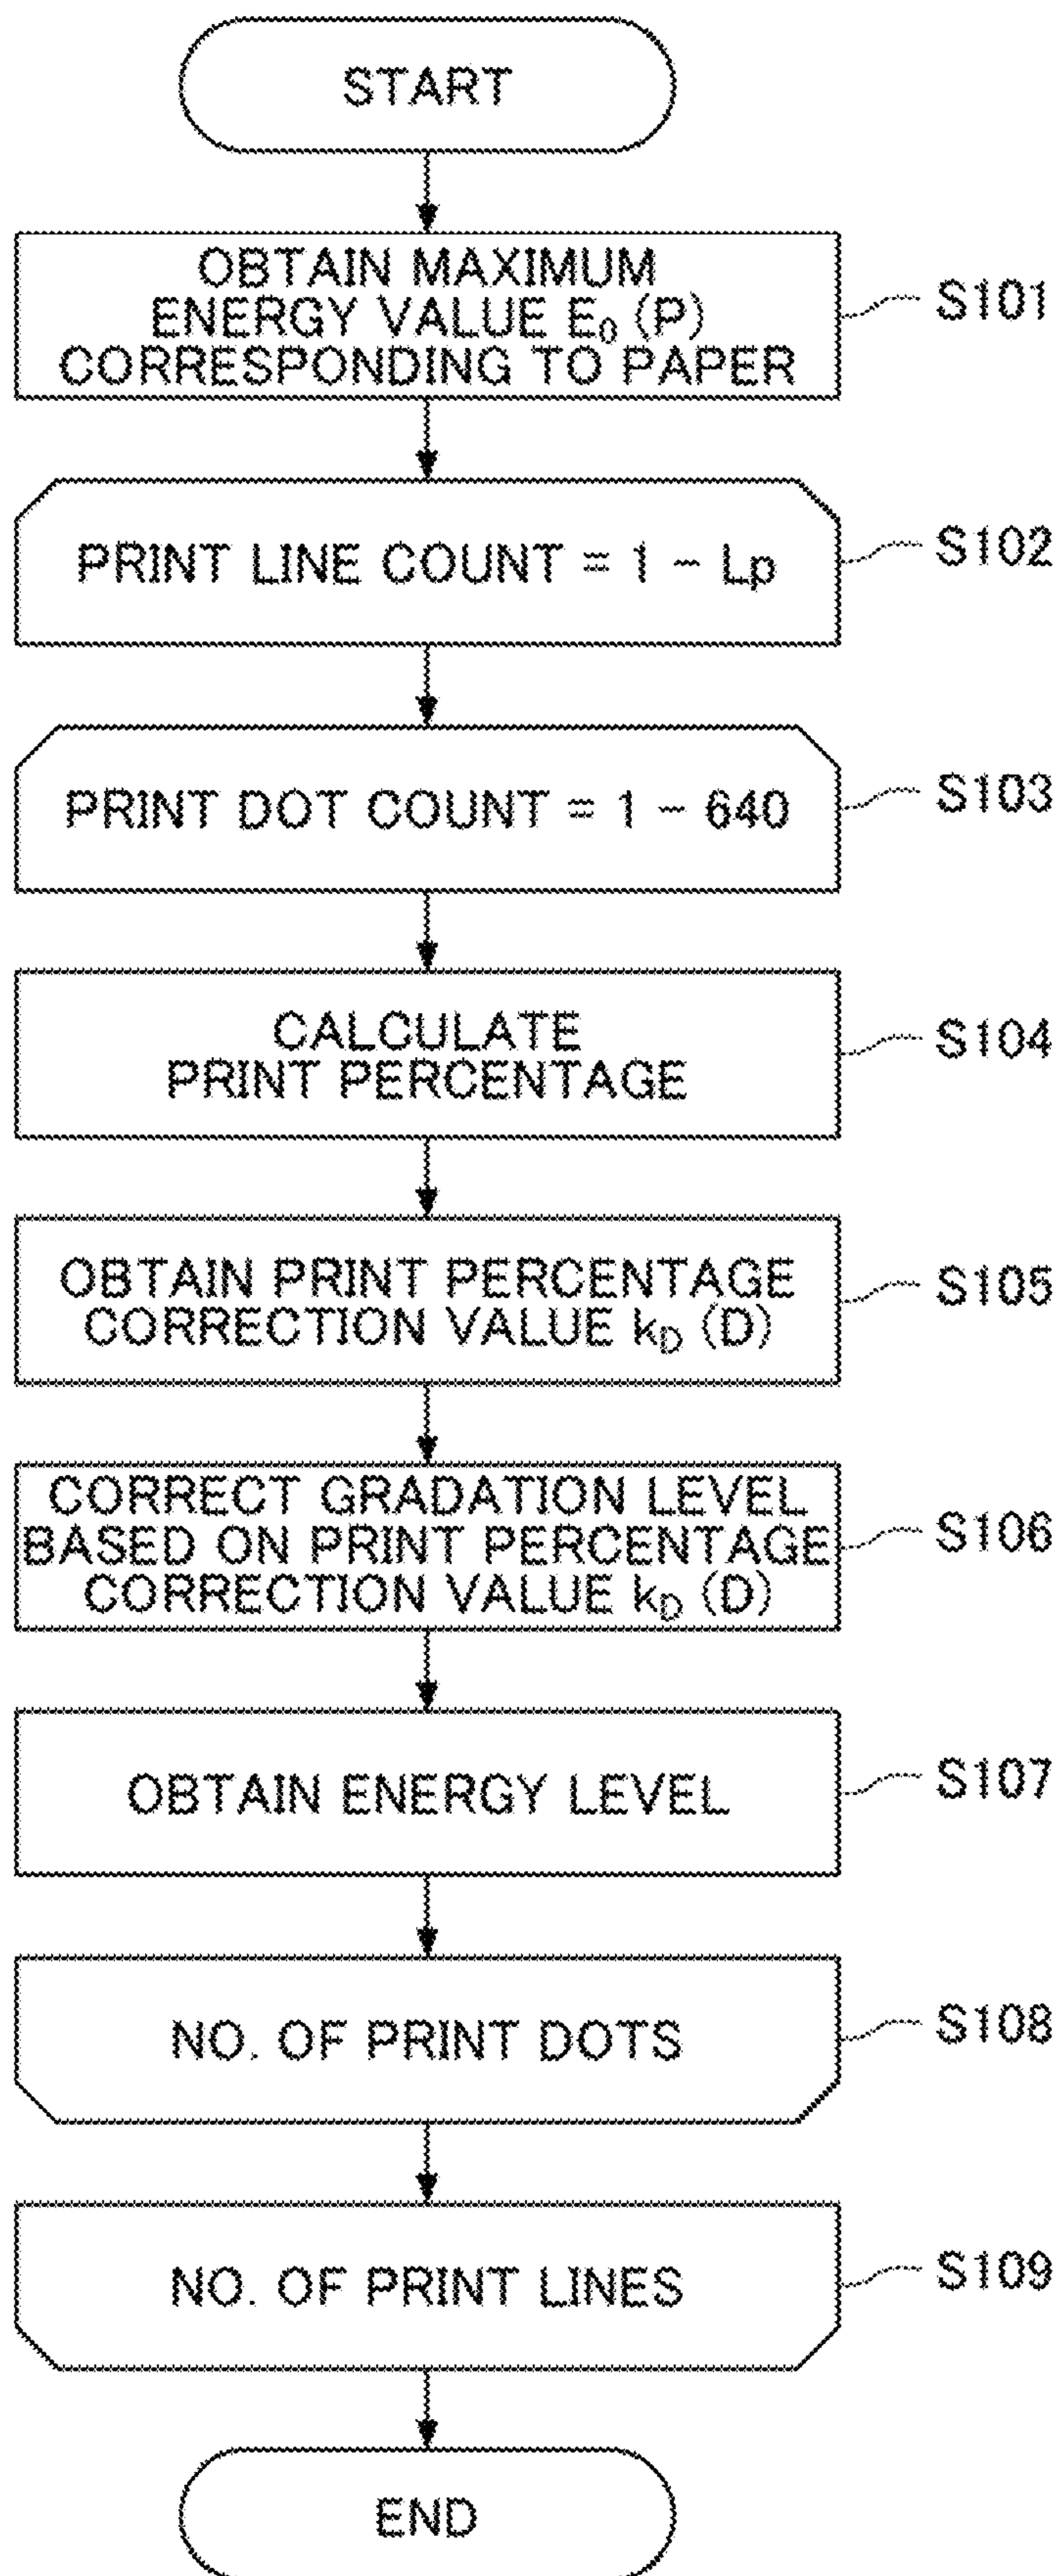 START
OBTAIN MAXIMUM
ENERGY VALUE E₀ (P)
CORRESPONDING TO PAPER
S101
PRINT LINE COUNT = 1 - Lp
S102
PRINT DOT COUNT = 1 - 640
S103
CALCULATE
PRINT PERCENTAGE
S104
OBTAIN PRINT PERCENTAGE
CORRECTION VALUE k_D (D)
S105
CORRECT GRADATION LEVEL
BASED ON PRINT PERCENTAGE
CORRECTION VALUE k_D (D)
S106
OBTAIN ENERGY LEVEL
S107
NO. OF PRINT DOTS
S108
NO. OF PRINT LINES
S109
END